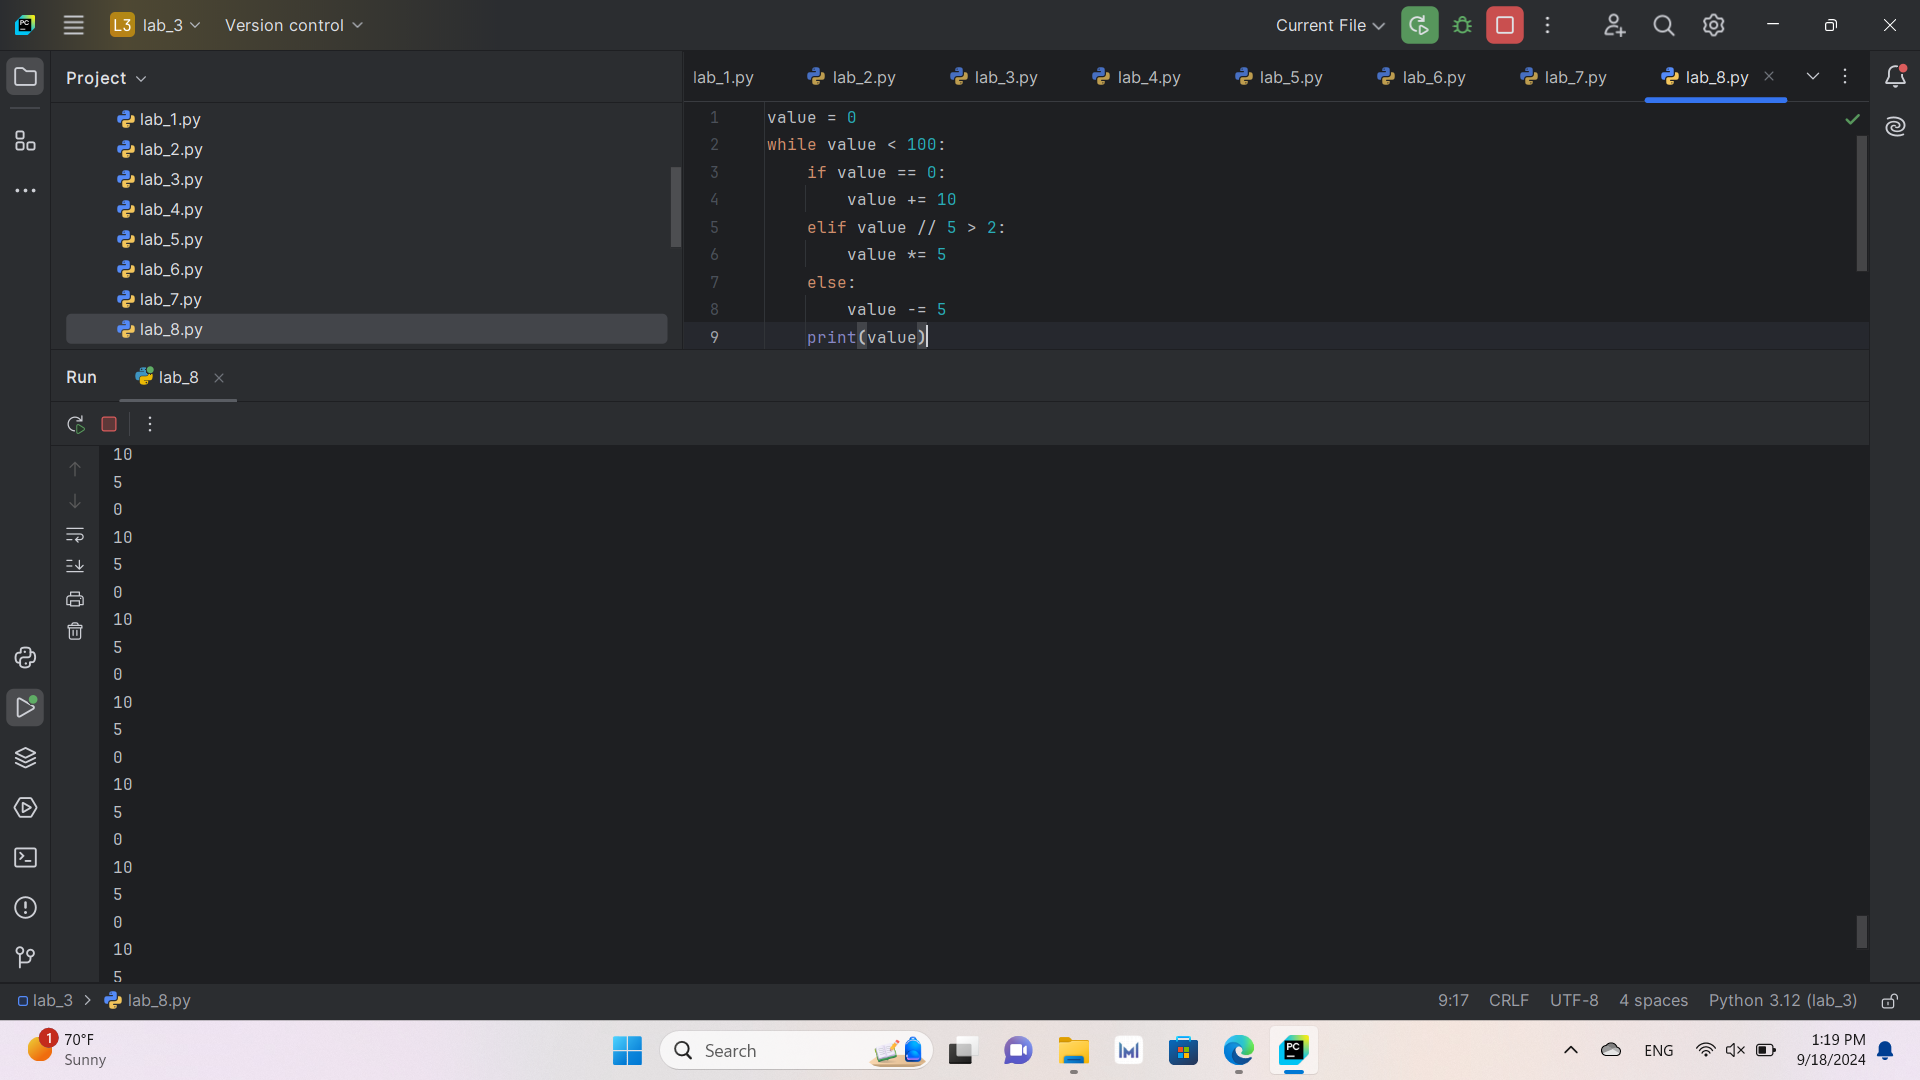 PC L3 lab_3 Version control Current File
Project
lab_1.py lab_2.py lab_3.py lab_4.py lab_5.py lab_6.py lab_7.py lab_8.py
lab_1.py
lab_2.py
lab_3.py
lab_4.py
lab_5.py
lab_6.py
lab_7.py
lab_8.py
1 value = 0
2 while value < 100:
3     if value == 0:
4         value += 10
5     elif value // 5 > 2:
6         value *= 5
7     else:
8         value -= 5
9     print(value)
Run lab_8
10
5
0
10
5
0
10
5
0
10
5
0
10
5
0
10
5
0
10
5
lab_3 > lab_8.py 9:17 CRLF UTF-8 4 spaces Python 3.12 (lab_3)
1 70°F
Sunny
Search
PC
ENG
1:19 PM
9/18/2024